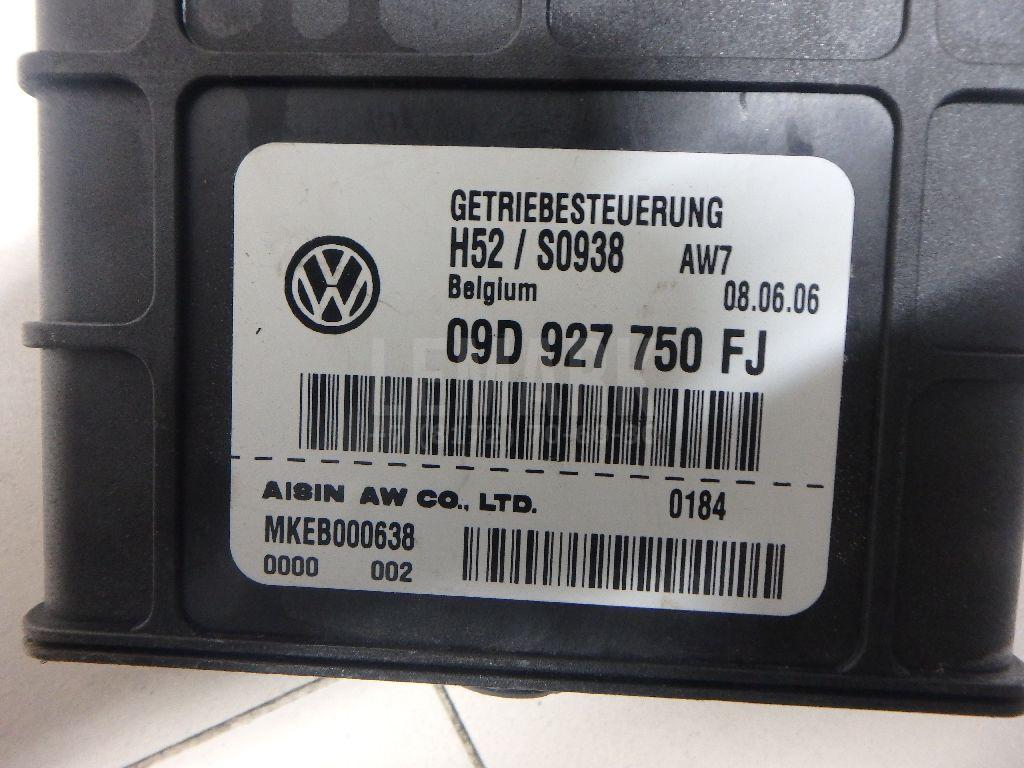 GETRIEBESTEUERUNG
H52 / S0938 AW7
Belgium 08.06.06
09D 927 750 FJ
AISIN AW CO., LTD. 0184
MKEB000638
0000 002